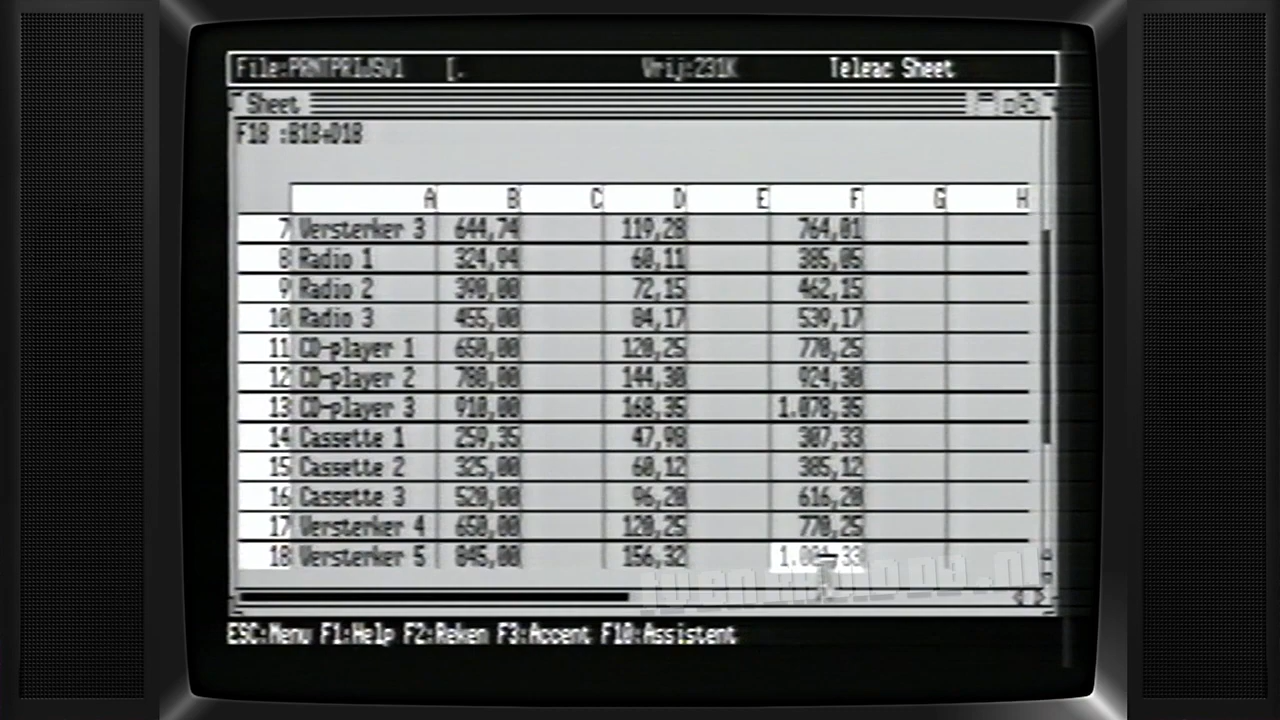 File:PRNTPRIJSV1 [. Vrij:231K Teleac Sheet
Sheet
F18 :B18+D18
A B C D E F G H
7 Versterker 3 644,74 119,28 764,01
8 Radio 1 324,94 60,11 385,05
9 Radio 2 390,00 72,15 462,15
10 Radio 3 455,00 84,17 539,17
11 CD-player 1 650,00 120,25 770,25
12 CD-player 2 780,00 144,30 924,30
13 CD-player 3 910,00 168,35 1.078,35
14 Cassette 1 259,35 47,98 307,33
15 Cassette 2 325,00 60,12 385,12
16 Cassette 3 520,00 96,20 616,20
17 Versterker 4 650,00 120,25 770,25
18 Versterker 5 845,00 156,32
ESC:Menu F1:Help F2:Reken F3:Accent F10:Assistent